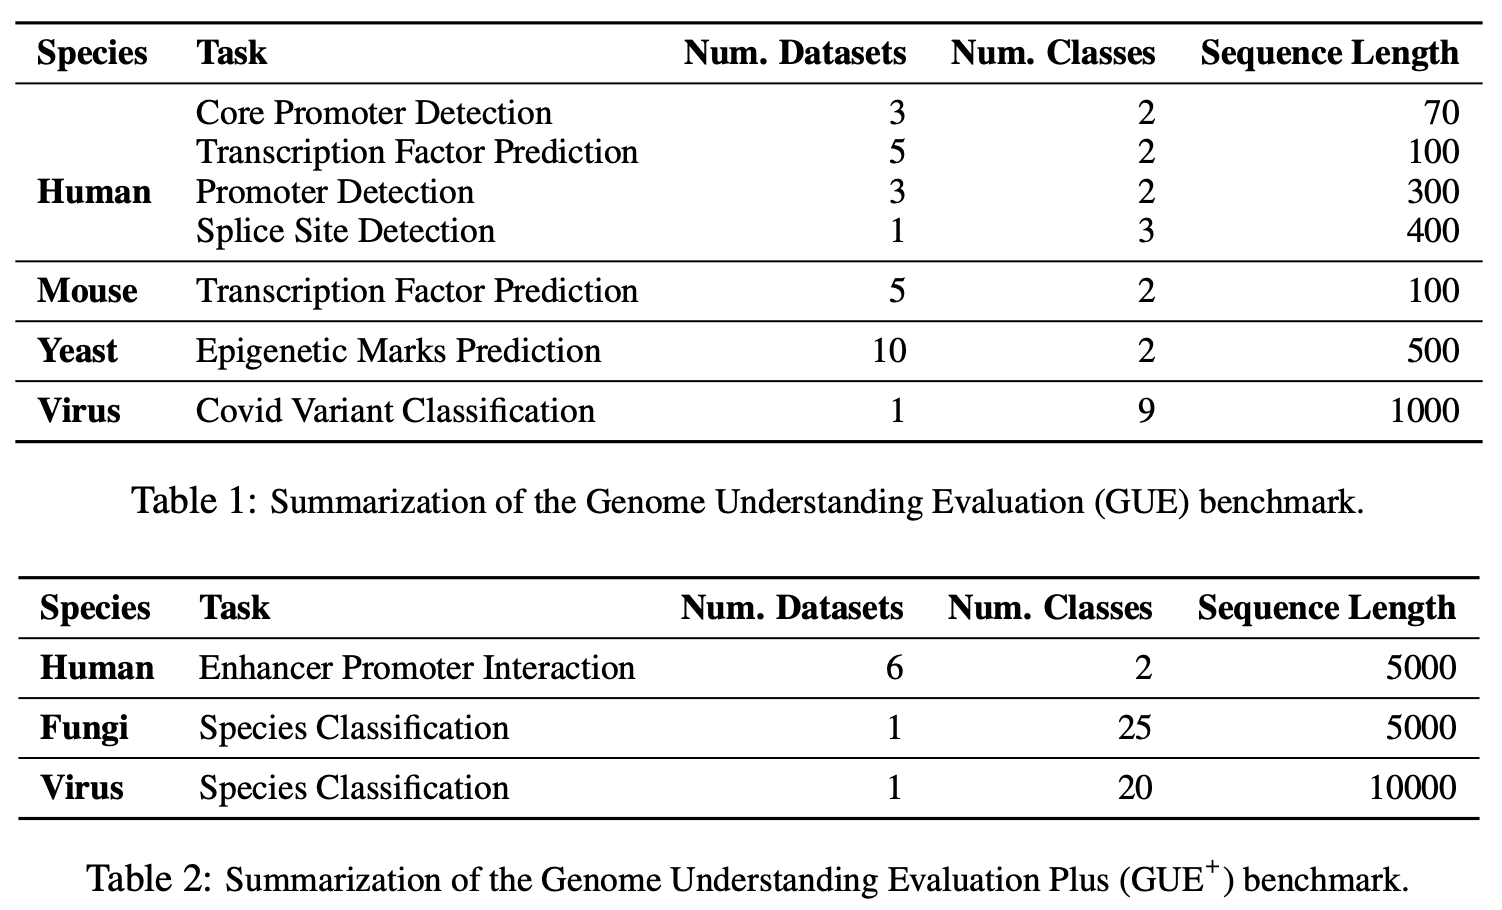 Species Task Num. Datasets Num. Classes Sequence Length
Core Promoter Detection 3 2 70
Transcription Factor Prediction 5 2 100
Human Promoter Detection 3 2 300
Splice Site Detection 1 3 400
Mouse Transcription Factor Prediction 5 2 100
Yeast Epigenetic Marks Prediction 10 2 500
Virus Covid Variant Classification 1 9 1000
Table 1: Summarization of the Genome Understanding Evaluation (GUE) benchmark.
Species Task Num. Datasets Num. Classes Sequence Length
Human Enhancer Promoter Interaction 6 2 5000
Fungi Species Classification 1 25 5000
Virus Species Classification 1 20 10000
Table 2: Summarization of the Genome Understanding Evaluation Plus (GUE⁺) benchmark.